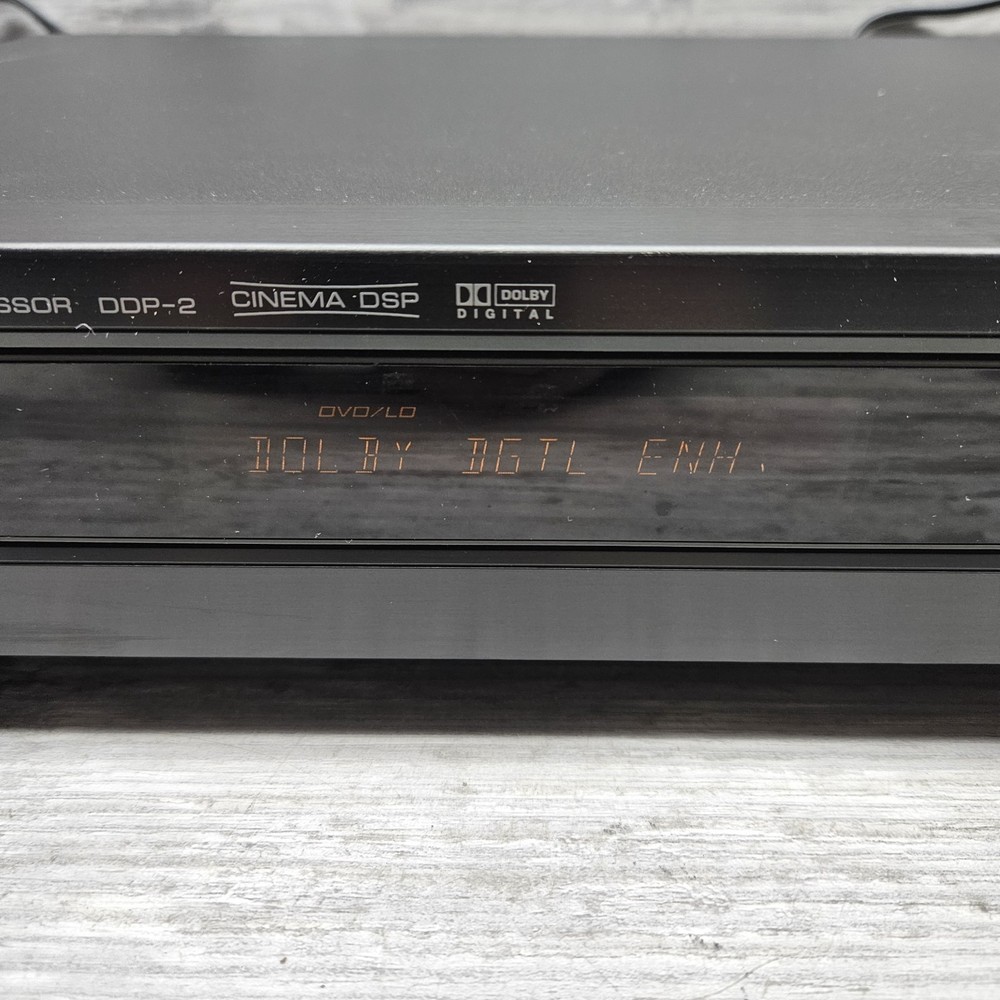 SSOR DDP-2 CINEMA DSP DOLBY DIGITAL
DVD/LD
DOLBY DGTL ENH.